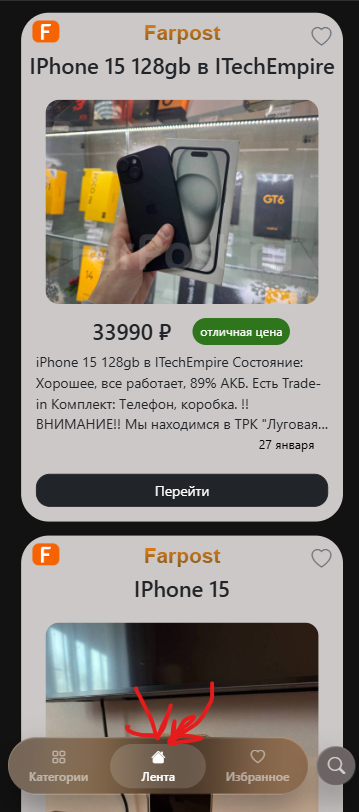 F
Farpost
IPhone 15 128gb в ITechEmpire
GT6
33990 ₽
отличная цена
iPhone 15 128gb в ITechEmpire Состояние:
Хорошее, все работает, 89% АКБ. Есть Trade-
in Комплект: Телефон, коробка. !!
ВНИМАНИЕ!! Мы находимся в ТРК "Луговая...
27 января
Перейти
F
Farpost
IPhone 15
Категории
Лента
Избранное